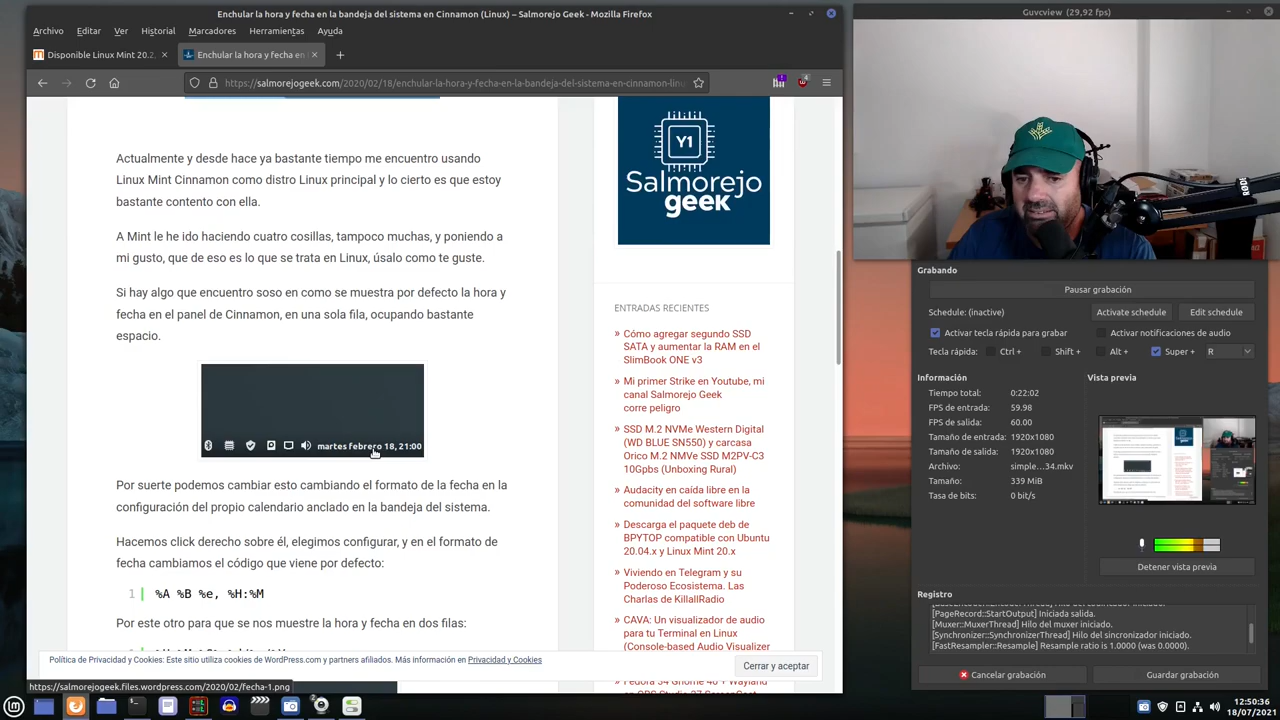 Enchular la hora y fecha en la bandeja del sistema en Cinnamon (Linux) – Salmorejo Geek - Mozilla Firefox
Archivo Editar Ver Historial Marcadores Herramientas Ayuda
Disponible Linux Mint 20.2
Enchular la hora y fecha en
https://salmorejogeek.com/2020/02/18/enchular-la-hora-y-fecha-en-la-bandeja-del-sistema-en-cinnamon-linu
4
Actualmente y desde hace ya bastante tiempo me encuentro usando
Linux Mint Cinnamon como distro Linux principal y lo cierto es que estoy
bastante contento con ella.
A Mint le he ido haciendo cuatro cosillas, tampoco muchas, y poniendo a
mi gusto, que de eso es lo que se trata en Linux, úsalo como te guste.
Si hay algo que encuentro soso en como se muestra por defecto la hora y
fecha en el panel de Cinnamon, en una sola fila, ocupando bastante
espacio.
martes febrero 18, 21:00
Por suerte podemos cambiar esto cambiando el formato de la fecha en la
configuración del propio calendario anclado en la bandeja del sistema.
Hacemos click derecho sobre él, elegimos configurar, y en el formato de
fecha cambiamos el código que viene por defecto:
1 %A %B %e, %H:%M
Por este otro para que se nos muestre la hora y fecha en dos filas:
Y1
Salmorejo
geek
ENTRADAS RECIENTES
» Cómo agregar segundo SSD
SATA y aumentar la RAM en el
SlimBook ONE v3
» Mi primer Strike en Youtube, mi
canal Salmorejo Geek
corre peligro
» SSD M.2 NVMe Western Digital
(WD BLUE SN550) y carcasa
Orico M.2 NMVe SSD M2PV-C3
10Gpbs (Unboxing Rural)
» Audacity en caída libre en la
comunidad del software libre
» Descarga el paquete deb de
BPYTOP compatible con Ubuntu
20.04.x y Linux Mint 20.x
» Viviendo en Telegram y su
Poderoso Ecosistema. Las
Charlas de KillallRadio
» CAVA: Un visualizador de audio
para tu Terminal en Linux
(Console-based Audio Visualizer
» Fedora 34 Gnome 40 + Wayland
Política de Privacidad y Cookies: Este sitio utiliza cookies de WordPress.com y partners afiliados. Más información en Privacidad y Cookies
Cerrar y aceptar
https://salmorejogeek.files.wordpress.com/2020/02/fecha-1.png
Guvcview (29,92 fps)
Grabando
Pausar grabación
Schedule: (inactive) Activate schedule Edit schedule
Activar tecla rápida para grabar Activar notificaciones de audio
Tecla rápida: Ctrl + Shift + Alt + Super + R
Información
Tiempo total: 0:22:02
FPS de entrada: 59.98
FPS de salida: 60.00
Tamaño de entrada: 1920x1080
Tamaño de salida: 1920x1080
Archivo: simple...34.mkv
Tamaño: 339 MiB
Tasa de bits: 0 bit/s
Vista previa
Detener vista previa
Registro
[PageRecord::StartOutput] Iniciada salida.
[Muxer::MuxerThread] Hilo del muxer iniciado.
[Synchronizer::SynchronizerThread] Hilo del sincronizador iniciado.
[FastResampler::Resample] Resample ratio is 1.0000 (was 0.0000).
Cancelar grabación Guardar grabación
12:50:36
18/07/2021